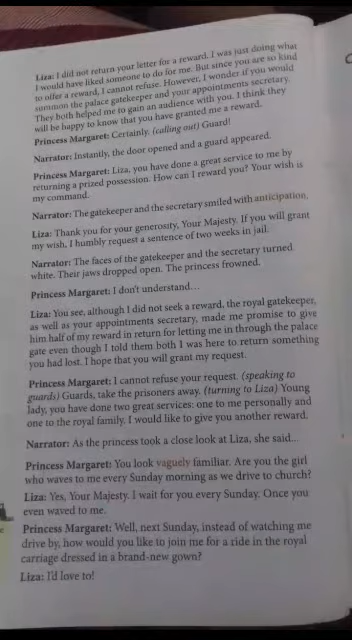 Liza: I did not return your letter for a reward. I was just doing what
I would have liked someone to do for me. But since you are so kind
to offer a reward, I cannot refuse. However, I wonder if you would
summon the palace gatekeeper and your appointments secretary.
They both helped me to gain an audience with you. I think they
will be happy to know that you have granted me a reward.
Princess Margaret: Certainly. (calling out) Guard!
Narrator: Instantly, the door opened and a guard appeared.
Princess Margaret: Liza, you have done a great service to me by
returning a prized possession. How can I reward you? Your wish is
my command.
Narrator: The gatekeeper and the secretary smiled with anticipation.
Liza: Thank you for your generosity, Your Majesty. If you will grant
my wish, I humbly request a sentence of two weeks in jail.
Narrator: The faces of the gatekeeper and the secretary turned
white. Their jaws dropped open. The princess frowned.
Princess Margaret: I don't understand...
Liza: You see, although I did not seek a reward, the royal gatekeeper,
as well as your appointments secretary, made me promise to give
him half of my reward in return for letting me in through the palace
gate even though I told them both I was here to return something
you had lost. I hope that you will grant my request.
Princess Margaret: I cannot refuse your request. (speaking to
guards) Guards, take the prisoners away. (turning to Liza) Young
lady, you have done two great services: one to me personally and
one to the royal family. I would like to give you another reward.
Narrator: As the princess took a close look at Liza, she said...
Princess Margaret: You look vaguely familiar. Are you the girl
who waves to me every Sunday morning as we drive to church?
Liza: Yes, Your Majesty. I wait for you every Sunday. Once you
even waved to me.
Princess Margaret: Well, next Sunday, instead of watching me
drive by, how would you like to join me for a ride in the royal
carriage dressed in a brand-new gown?
Liza: I'd love to!